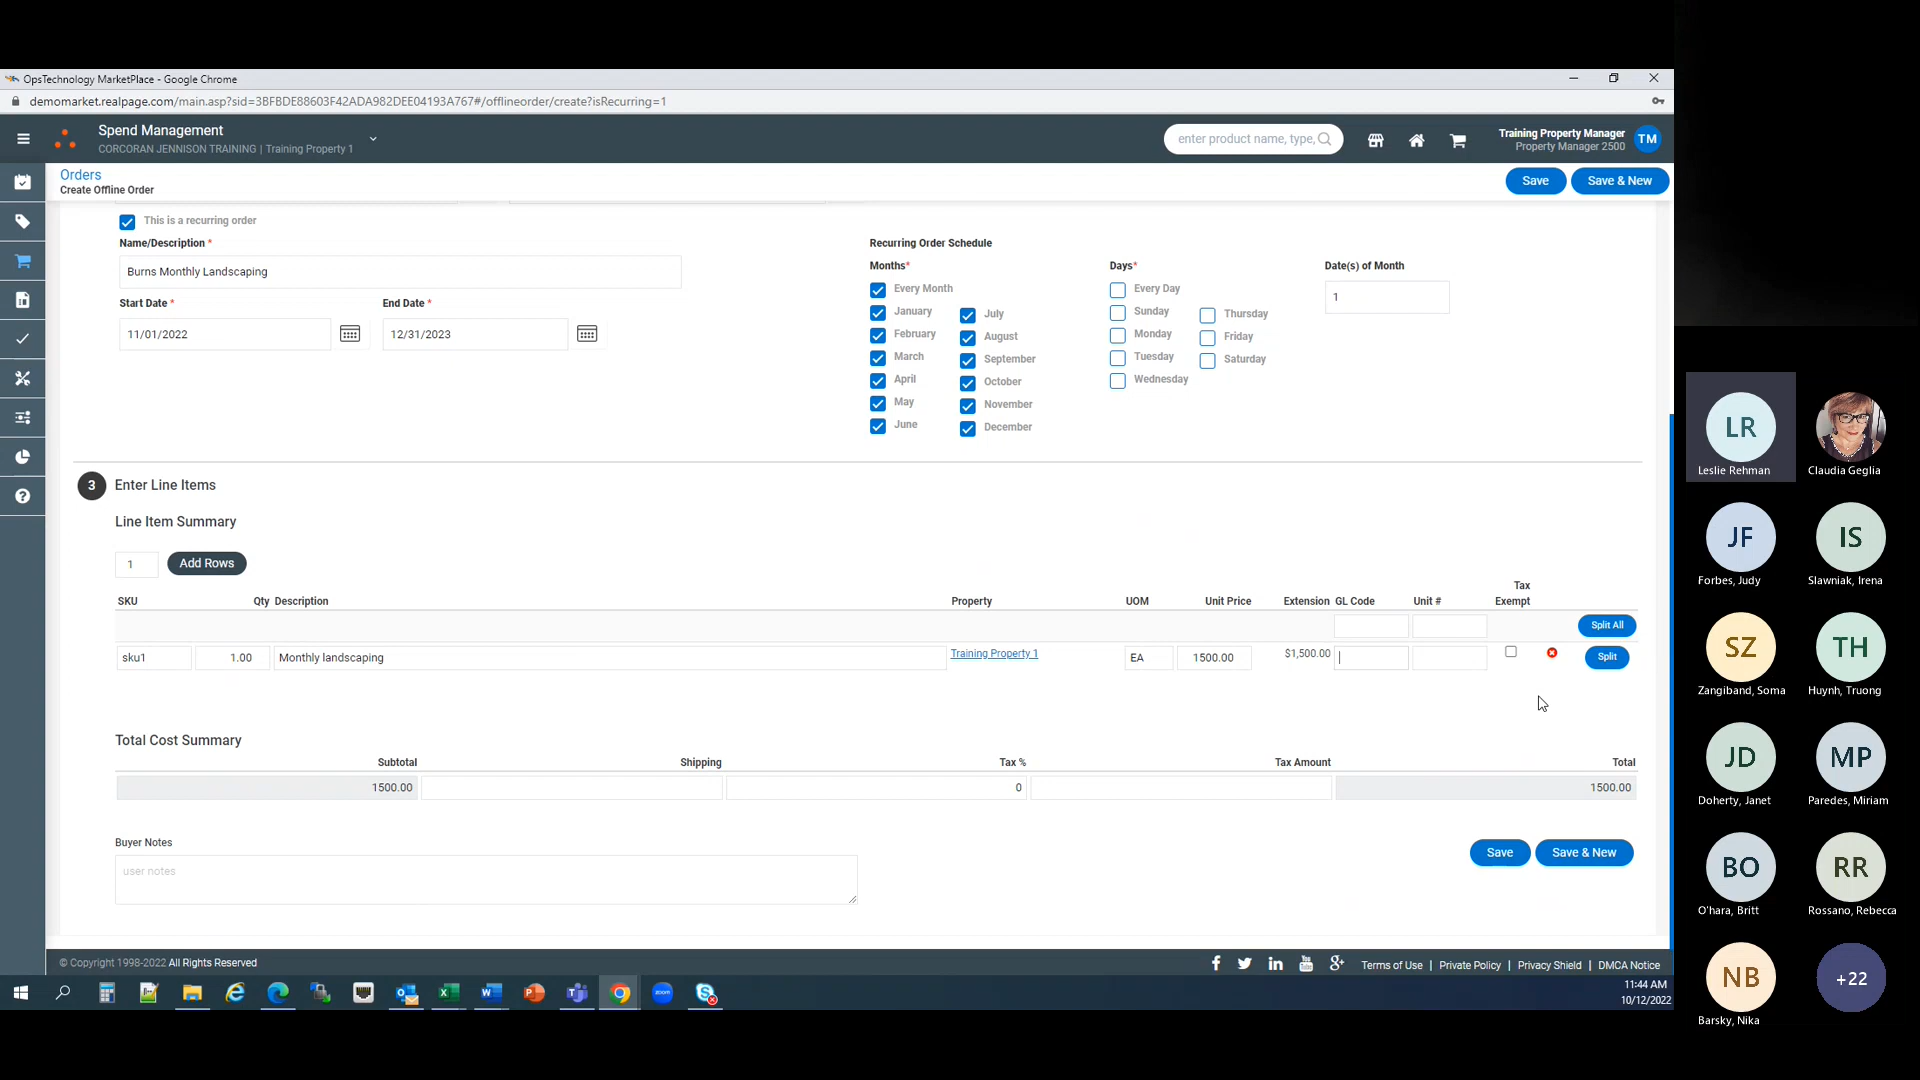 OpsTechnology MarketPlace - Google Chrome
demomarket.realpage.com/main.asp?sid=3BFBDE88603F42ADA982DEE04193A767#/offlineorder/create?isRecurring=1
Spend Management
CORCORAN JENNISON TRAINING | Training Property 1
enter product name, type,
Training Property Manager
Property Manager 2500
TM
Orders
Create Offline Order
Save
Save & New
This is a recurring order
Name/Description *
Burns Monthly Landscaping
Start Date *
End Date *
11/01/2022
12/31/2023
Recurring Order Schedule
Months*
Every Month
January
February
March
April
May
June
July
August
September
October
November
December
Days*
Every Day
Sunday
Monday
Tuesday
Wednesday
Thursday
Friday
Saturday
Date(s) of Month
1
3 Enter Line Items
Line Item Summary
1 Add Rows
SKU Qty Description Property UOM Unit Price Extension GL Code Unit # Tax Exempt
Split All
sku1 1.00 Monthly landscaping Training Property 1 EA 1500.00 $1,500.00 Split
Total Cost Summary
Subtotal Shipping Tax % Tax Amount Total
1500.00 0 1500.00
Buyer Notes
user notes
Save
Save & New
© Copyright 1998-2022 All Rights Reserved
Terms of Use | Private Policy | Privacy Shield | DMCA Notice
zoom
11:44 AM
10/12/2022
LR
Leslie Rehman
Claudia Geglia
JF
Forbes, Judy
IS
Slawniak, Irena
SZ
Zangiband, Soma
TH
Huynh, Truong
JD
Doherty, Janet
MP
Paredes, Miriam
BO
O'hara, Britt
RR
Rossano, Rebecca
NB
Barsky, Nika
+22